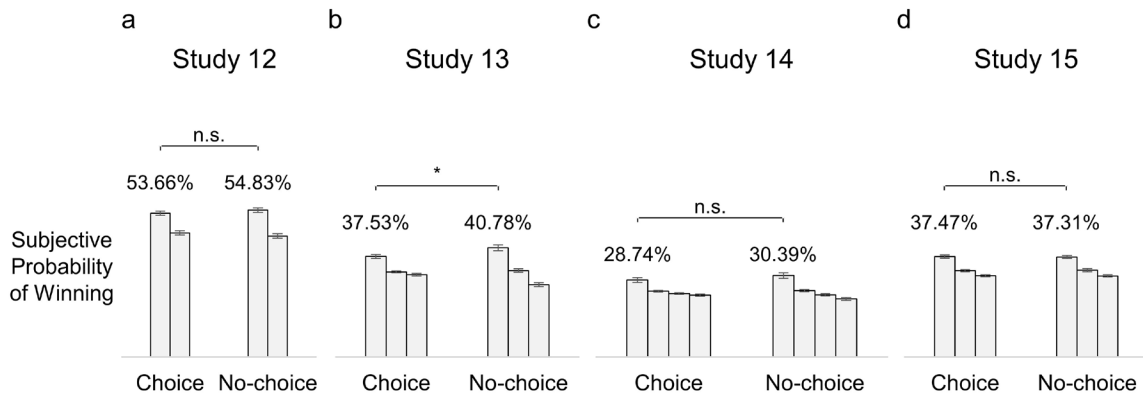 a
Study 12
b
Study 13
c
Study 14
d
Study 15
n.s.
53.66% 54.83%
*
37.53% 40.78%
n.s.
28.74% 30.39%
n.s.
37.47% 37.31%
Subjective
Probability
of Winning
Choice No-choice
Choice No-choice
Choice No-choice
Choice No-choice